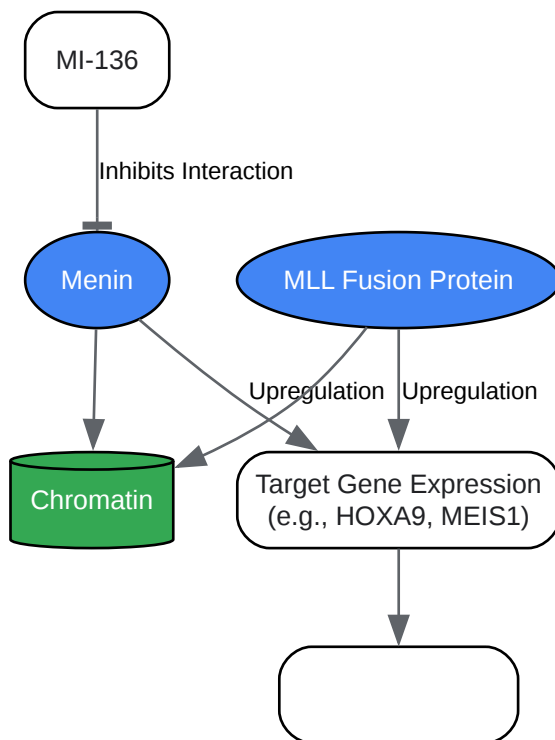 MI-136
Inhibits Interaction
Menin
MLL Fusion Protein
Upregulation
Upregulation
Chromatin
Target Gene Expression
(e.g., HOXA9, MEIS1)